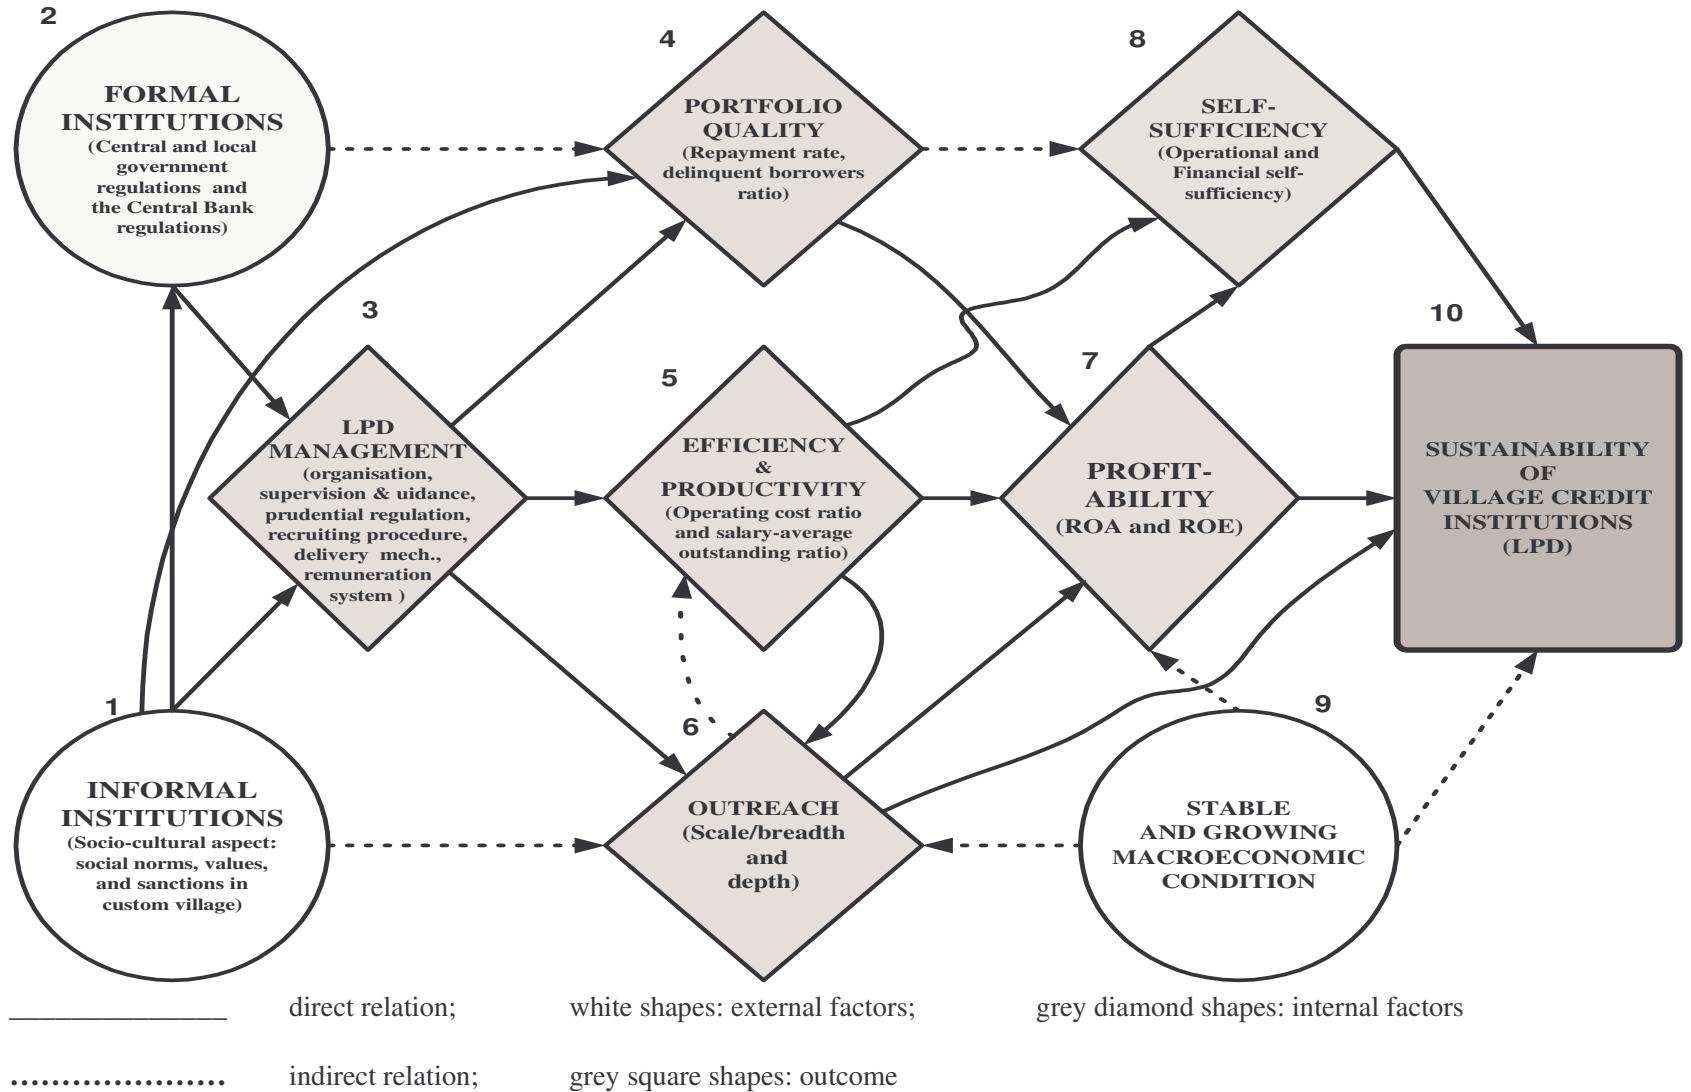 2
FORMAL
INSTITUTIONS
(Central and local
government
regulations and
the Central Bank
regulations)
4
PORTFOLIO
QUALITY
(Repayment rate,
delinquent borrowers
ratio)
8
SELF-
SUFFICIENCY
(Operational and
Financial self-
sufficiency)
3
LPD
MANAGEMENT
(organisation,
supervision & uidance,
prudential regulation,
recruiting procedure,
delivery mech.,
remuneration
system )
5
EFFICIENCY
&
PRODUCTIVITY
(Operating cost ratio
and salary-average
outstanding ratio)
7
PROFIT-
ABILITY
(ROA and ROE)
10
SUSTAINABILITY
OF
VILLAGE CREDIT
INSTITUTIONS
(LPD)
1
INFORMAL
INSTITUTIONS
(Socio-cultural aspect:
social norms, values,
and sanctions in
custom village)
6
OUTREACH
(Scale/breadth
and
depth)
9
STABLE
AND GROWING
MACROECONOMIC
CONDITION
direct relation; white shapes: external factors; grey diamond shapes: internal factors
indirect relation; grey square shapes: outcome